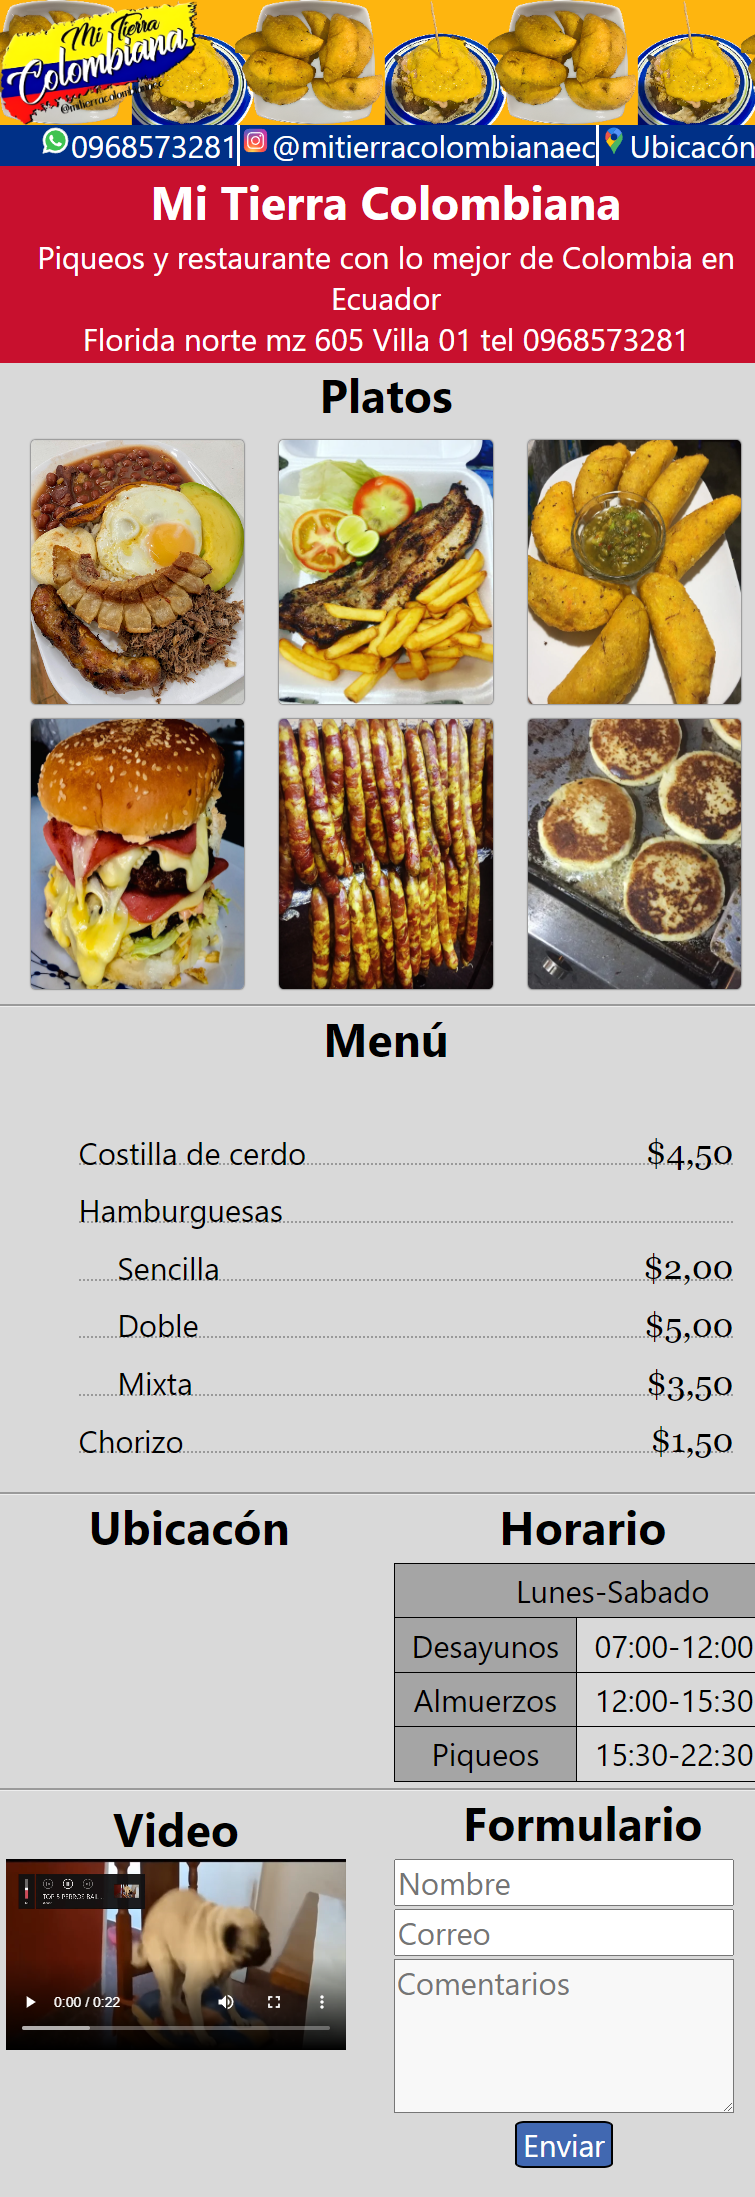 Mi Tierra
Colombiana
@mitierracolombianaec
0968573281 @mitierracolombianaec Ubicacón
Mi Tierra Colombiana
Piqueos y restaurante con lo mejor de Colombia en
Ecuador
Florida norte mz 605 Villa 01 tel 0968573281
Platos
Menú
Costilla de cerdo $4,50
Hamburguesas
Sencilla $2,00
Doble $5,00
Mixta $3,50
Chorizo $1,50
Ubicacón
Horario
Lunes-Sabado
Desayunos 07:00-12:00
Almuerzos 12:00-15:30
Piqueos 15:30-22:30
Video
TOP 5 PERROS BAIL...
0:00 / 0:22
Formulario
Nombre
Correo
Comentarios
Enviar